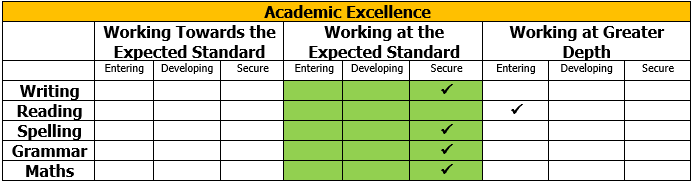 Academic Excellence
Working Towards the Expected Standard Working at the Expected Standard Working at Greater Depth
Entering Developing Secure Entering Developing Secure Entering Developing Secure
Writing ✓
Reading ✓
Spelling ✓
Grammar ✓
Maths ✓